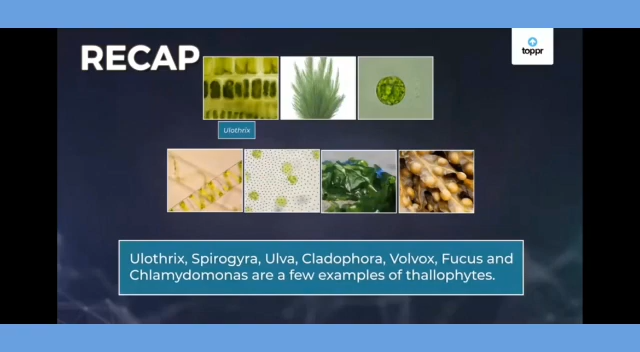 RECAP
toppr
Ulothrix
Ulothrix, Spirogyra, Ulva, Cladophora, Volvox, Fucus and
Chlamydomonas are a few examples of thallophytes.